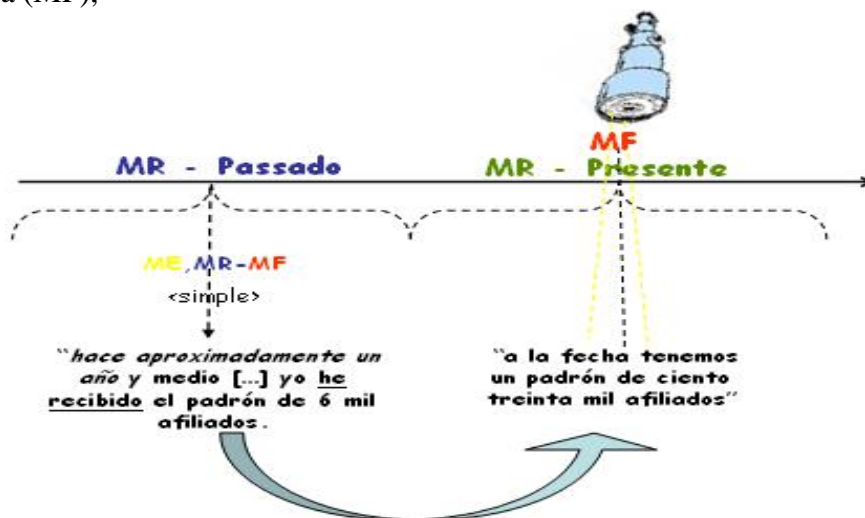 MF
MR - Passado
MR - Presente
ME,MR-MF
<simple>
“hace aproximadamente un
año y medio [...] yo he
recibido el padrón de 6 mil
afiliados.
“a la fecha tenemos
un padrón de ciento
treinta mil afiliados”